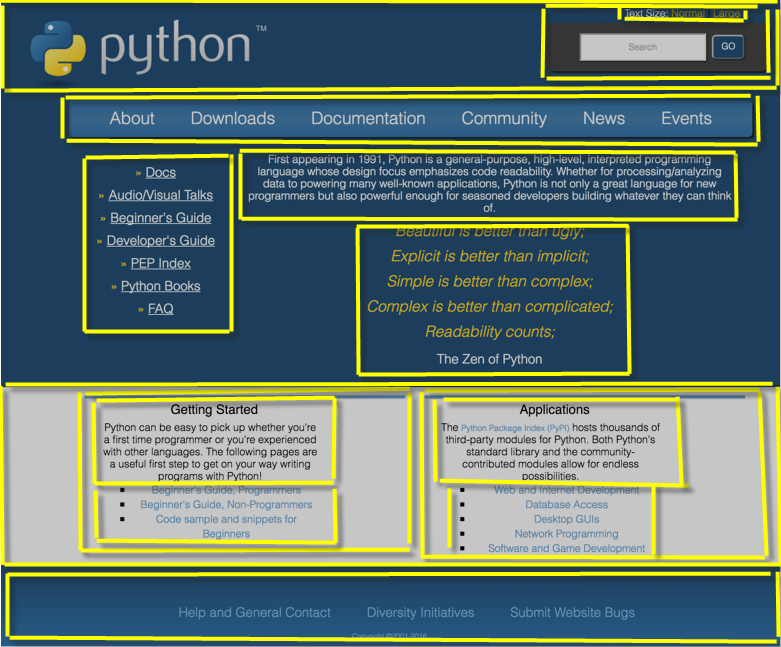 Text Size: Normal | Large
python™
Search
GO
About Downloads Documentation Community News Events
First appearing in 1991, Python is a general-purpose, high-level, interpreted programming
language whose design focus emphasizes code readability. Whether for processing/analyzing
data to powering many well-known applications, Python is not only a great language for new
programmers but also powerful enough for seasoned developers building whatever they can think
of.
» Docs
» Audio/Visual Talks
» Beginner's Guide
» Developer's Guide
» PEP Index
» Python Books
» FAQ
Beautiful is better than ugly;
Explicit is better than implicit;
Simple is better than complex;
Complex is better than complicated;
Readability counts;
The Zen of Python
Getting Started
Python can be easy to pick up whether you're
a first time programmer or you're experienced
with other languages. The following pages are
a useful first step to get on your way writing
programs with Python!
▪ Beginner's Guide, Programmers
▪ Beginner's Guide, Non-Programmers
▪ Code sample and snippets for
Beginners
Applications
The Python Package Index (PyPI) hosts thousands of
third-party modules for Python. Both Python's
standard library and the community-
contributed modules allow for endless
possibilities.
▪ Web and Internet Development
▪ Database Access
▪ Desktop GUIs
▪ Network Programming
▪ Software and Game Development
Help and General Contact Diversity Initiatives Submit Website Bugs
Copyright ©2001-2016